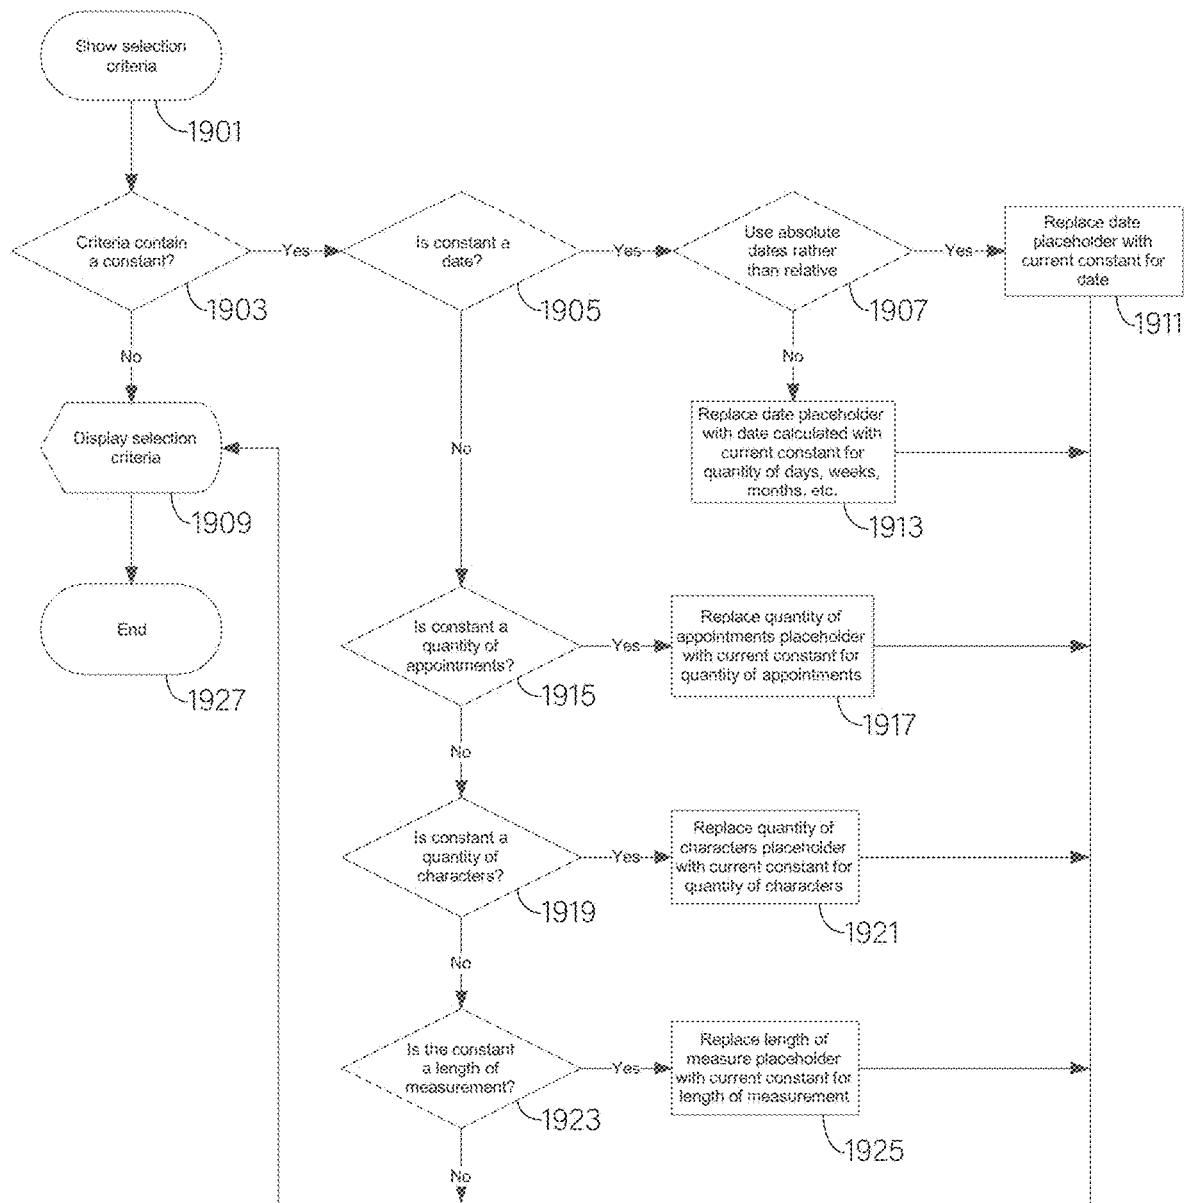 Show selection
criteria
1901
Criteria contain
a constant?
1903
Yes
Is constant a
date?
1905
Yes
Use absolute
dates rather
than relative
1907
Yes
Replace date
placeholder with
current constant for
date
1911
No
Display selection
criteria
1909
No
Replace date placeholder
with date calculated with
current constant for
quantity of days, weeks,
months, etc.
1913
No
End
1927
Is constant a
quantity of
appointments?
1915
Yes
Replace quantity of
appointments placeholder
with current constant for
quantity of appointments
1917
No
Is constant a
quantity of
characters?
1919
Yes
Replace quantity of
characters placeholder
with current constant for
quantity of characters
1921
No
Is the constant
a length of
measurement?
1923
Yes
Replace length of
measure placeholder
with current constant for
length of measurement
1925
No